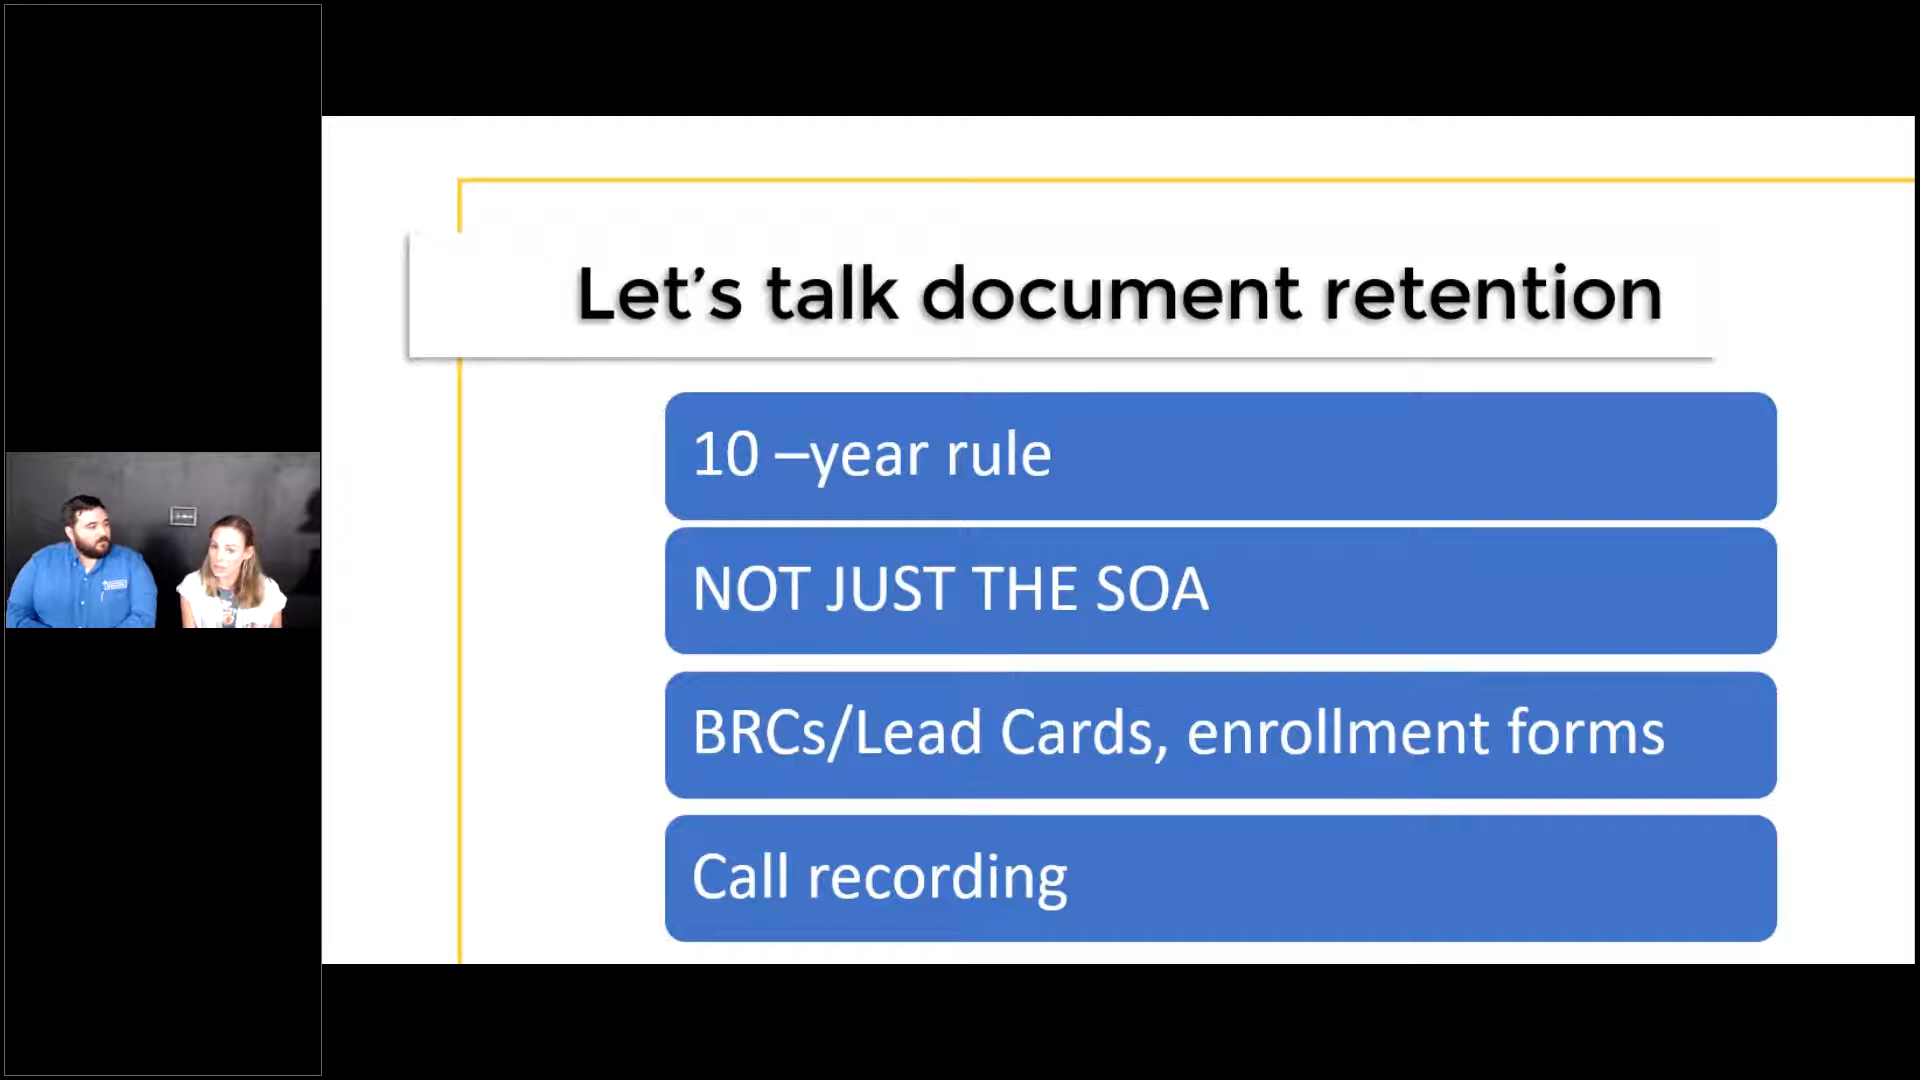 Let’s talk document retention
10 –year rule
NOT JUST THE SOA
BRCs/Lead Cards, enrollment forms
Call recording